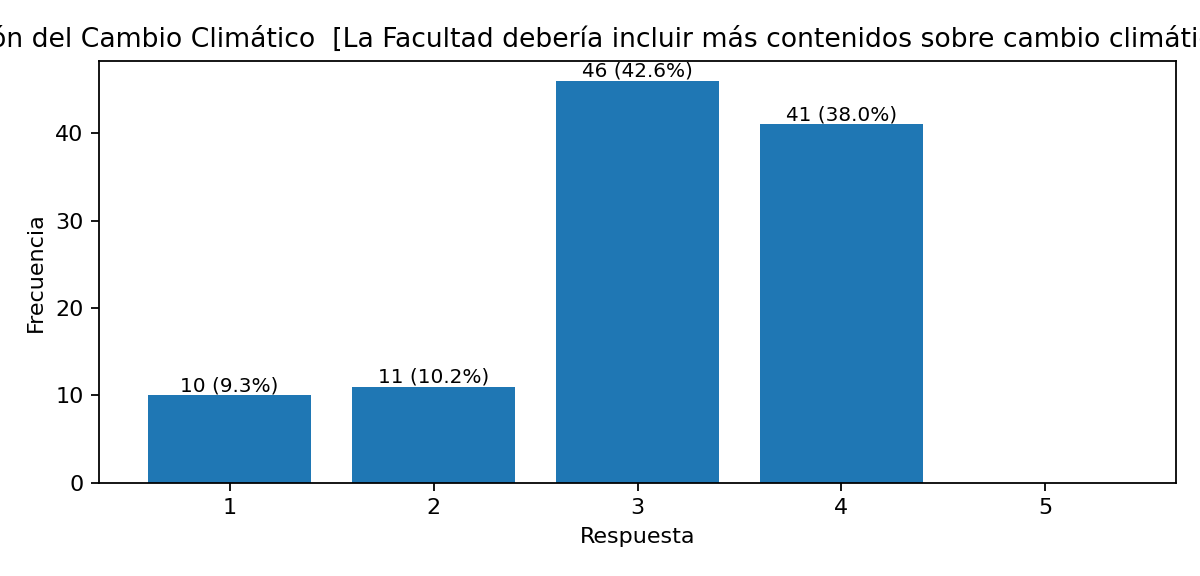 ón del Cambio Climático [La Facultad debería incluir más contenidos sobre cambio climáti
46 (42.6%)
41 (38.0%)
11 (10.2%)
10 (9.3%)
Frecuencia
40
30
20
10
0
1 2 3 4 5
Respuesta